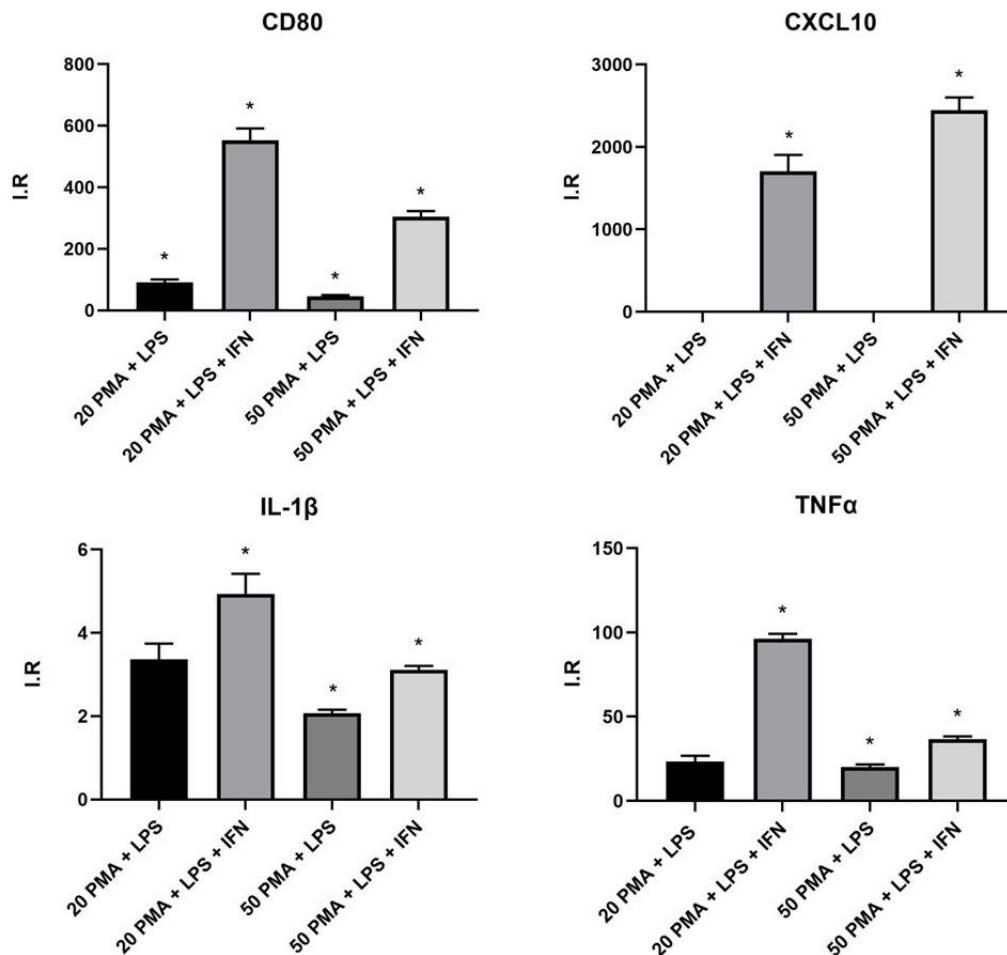 CD80
800
600
400
200
0
I.R
*
*
*
*
20 PMA + LPS
20 PMA + LPS + IFN
50 PMA + LPS
50 PMA + LPS + IFN
CXCL10
3000
2000
1000
0
I.R
*
*
20 PMA + LPS
20 PMA + LPS + IFN
50 PMA + LPS
50 PMA + LPS + IFN
IL-1β
6
4
2
0
I.R
*
*
*
20 PMA + LPS
20 PMA + LPS + IFN
50 PMA + LPS
50 PMA + LPS + IFN
TNFα
150
100
50
0
I.R
*
*
*
20 PMA + LPS
20 PMA + LPS + IFN
50 PMA + LPS
50 PMA + LPS + IFN